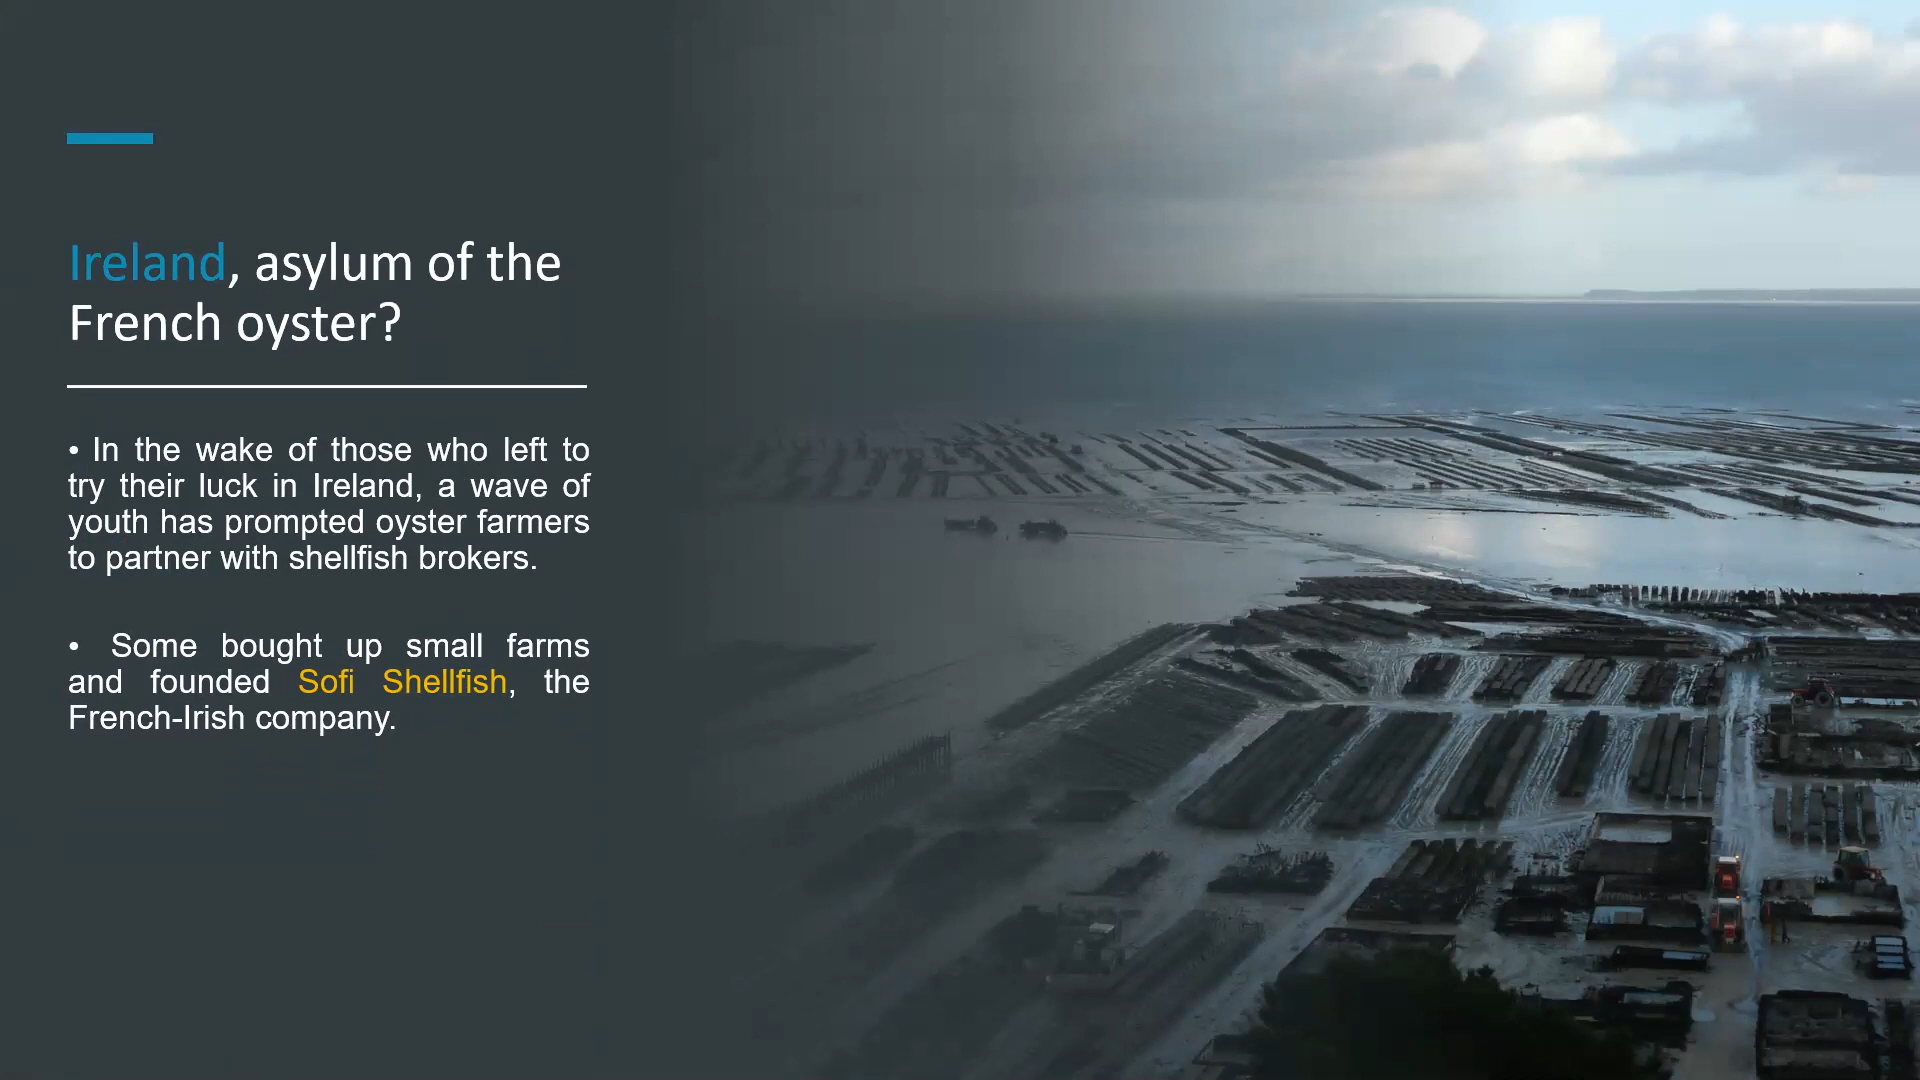 Ireland, asylum of the
French oyster?
• In the wake of those who left to
try their luck in Ireland, a wave of
youth has prompted oyster farmers
to partner with shellfish brokers.
• Some bought up small farms
and founded Sofi Shellfish, the
French-Irish company.